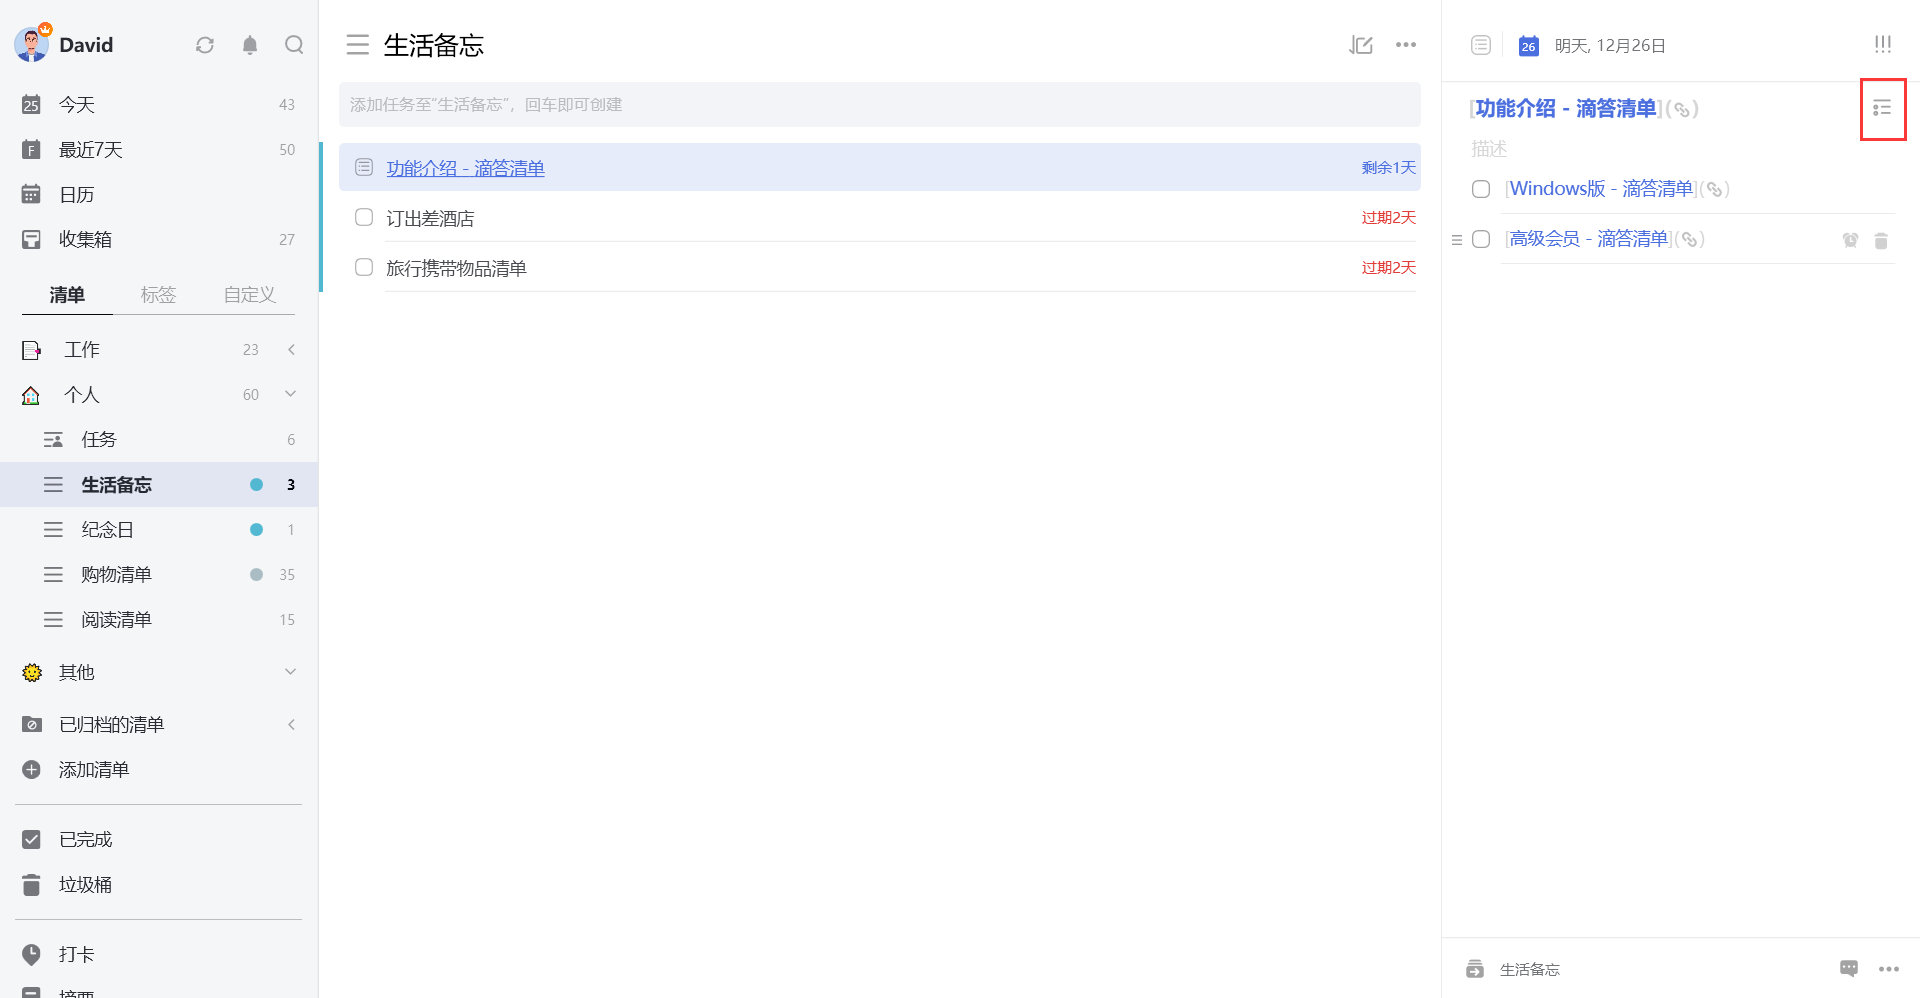 David
25 今天 43
F 最近7天 50
日历
收集箱 27
清单 标签 自定义
工作 23
个人 60
任务 6
生活备忘 3
纪念日 1
购物清单 35
阅读清单 15
其他
已归档的清单
添加清单
已完成
垃圾桶
打卡
生活备忘
添加任务至“生活备忘”，回车即可创建
功能介绍 - 滴答清单 剩余1天
订出差酒店 过期2天
旅行携带物品清单 过期2天
26 明天, 12月26日
[功能介绍 - 滴答清单]()
描述
[Windows版 - 滴答清单]()
[高级会员 - 滴答清单]()
生活备忘